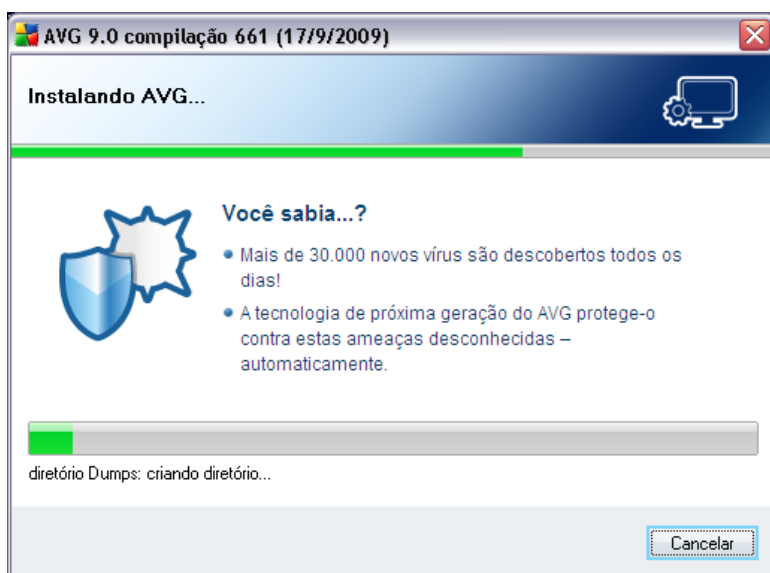 AVG 9.0 compilação 661 (17/9/2009)
Instalando AVG...
Você sabia...?
Mais de 30.000 novos vírus são descobertos todos os
dias!
A tecnologia de próxima geração do AVG protege-o
contra estas ameaças desconhecidas –
automaticamente.
diretório Dumps: criando diretório...
Cancelar